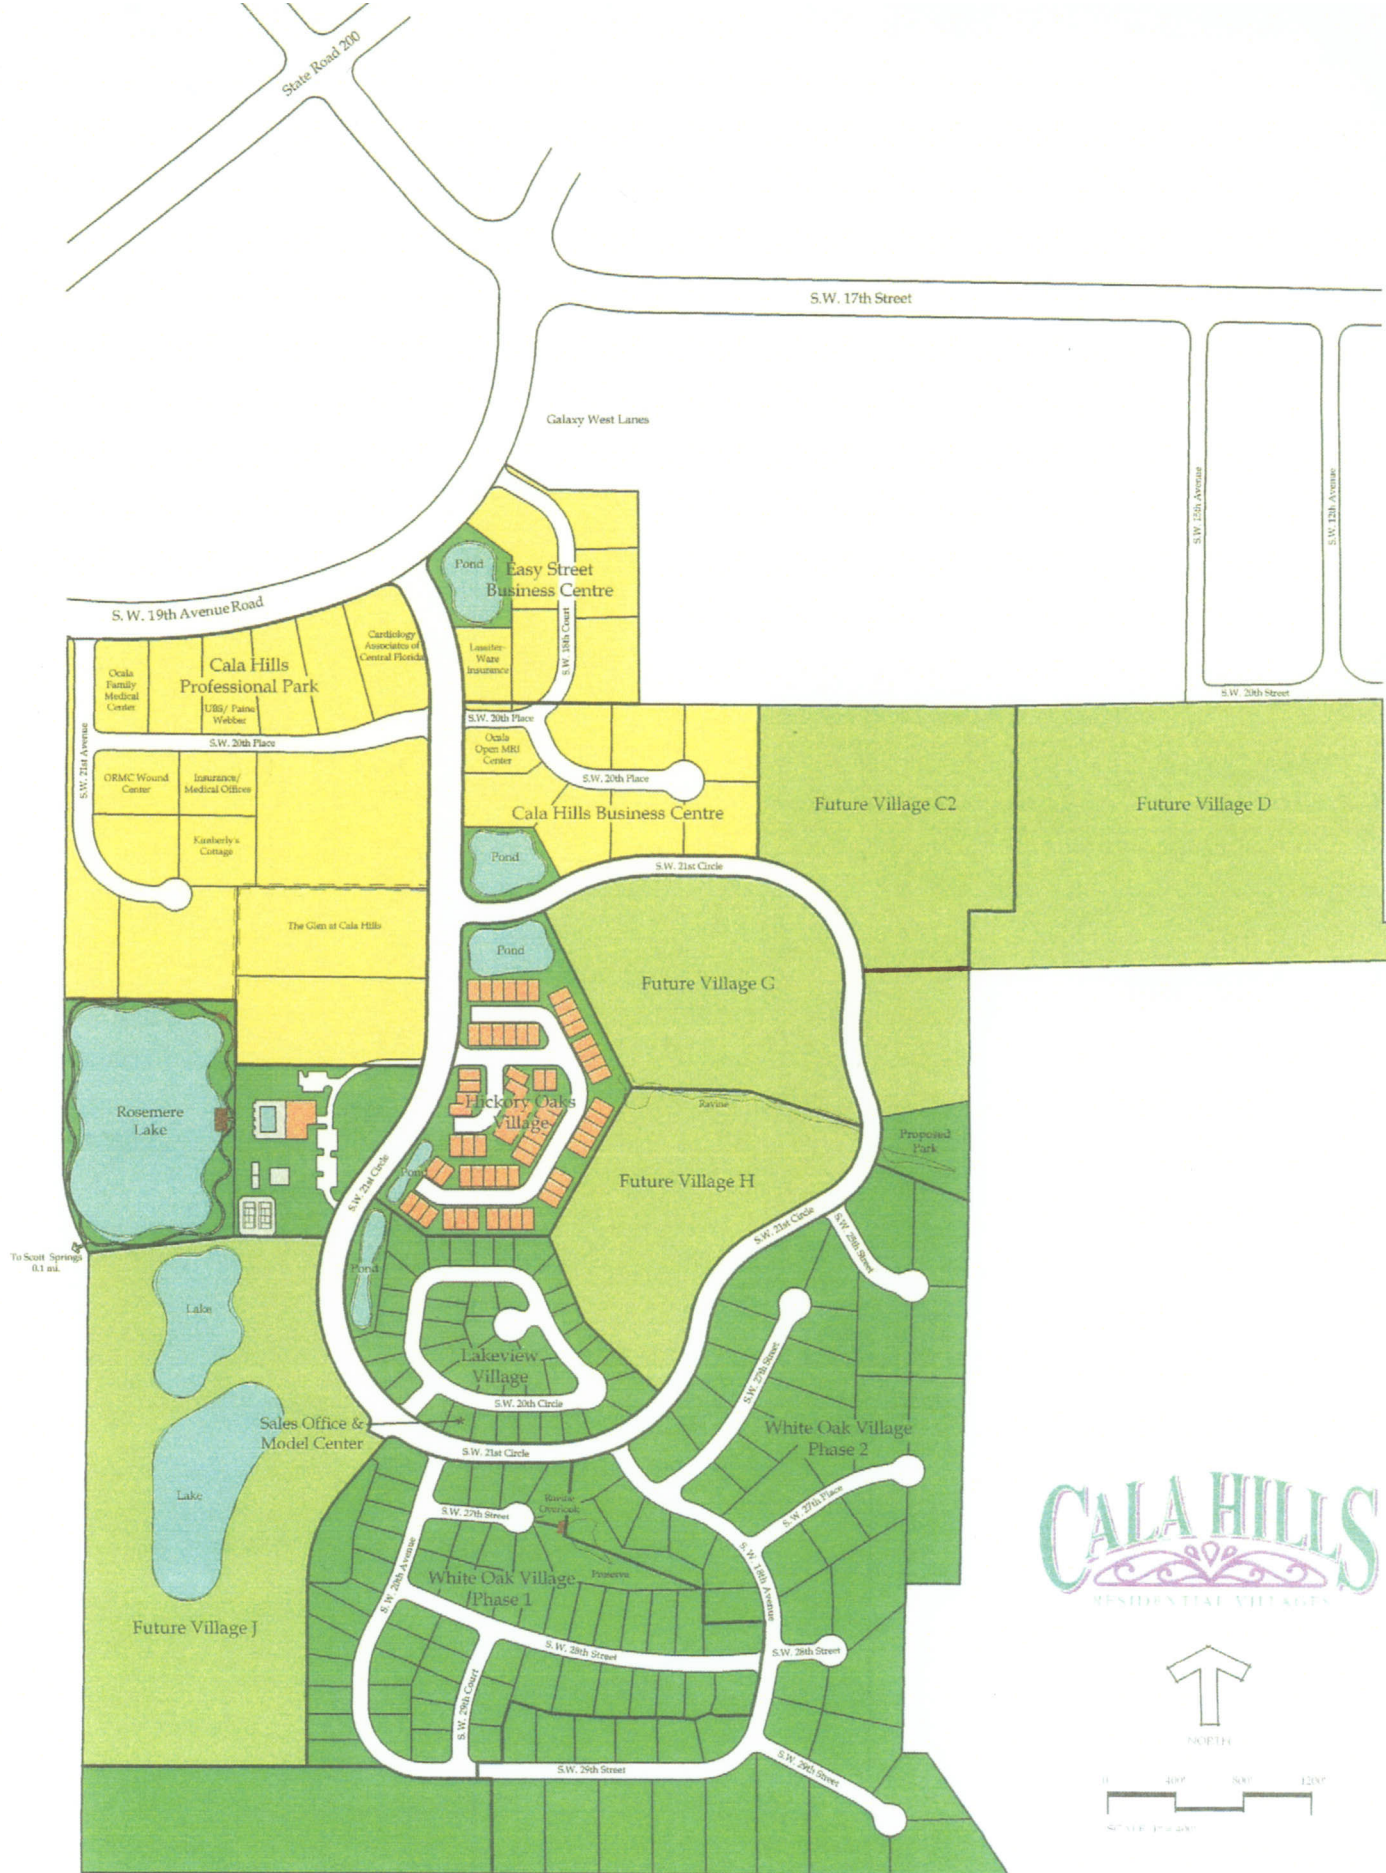 State Road 200
S.W. 17th Street
Galaxy West Lanes
S.W. 15th Avenue
S.W. 12th Avenue
S.W. 20th Street
Pond
Easy Street
Business Centre
S.W. 18th Court
S.W. 19th Avenue Road
Cardiology
Associates of
Central Florida
Cala Hills
Professional Park
Ocala
Family
Medical
Center
UBS/ Paine
Webber
Lassiter-
Ware
Insurance
S.W. 20th Place
S.W. 20th Place
S.W. 21st Avenue
Ocala
Open MRI
Center
S.W. 20th Place
ORMC Wound
Center
Insurance/
Medical Offices
Kimberly's
Cottage
Cala Hills Business Centre
Future Village C2
Future Village D
Pond
S.W. 21st Circle
The Glen at Cala Hills
Pond
Future Village G
Rosemere
Lake
Hickory Oaks
Village
Ravine
Proposed
Park
Pond
S.W. 21st Circle
Future Village H
S.W. 21st Circle
S.W. 25th Street
To Scott Springs
0.1 mi.
Pond
Lake
Lakeview
Village
S.W. 27th Street
S.W. 20th Circle
Sales Office &
Model Center
S.W. 21st Circle
White Oak Village
Phase 2
Lake
Ravine
Overlook
S.W. 27th Street
S.W. 27th Place
CALA HILLS
RESIDENTIAL VILLAGES
S.W. 20th Avenue
White Oak Village
Phase 1
Preserve
S.W. 18th Avenue
Future Village J
S.W. 28th Street
S.W. 28th Street
S.W. 29th Court
S.W. 29th Street
S.W. 29th Street
NORTH
0 400' 800' 1200'